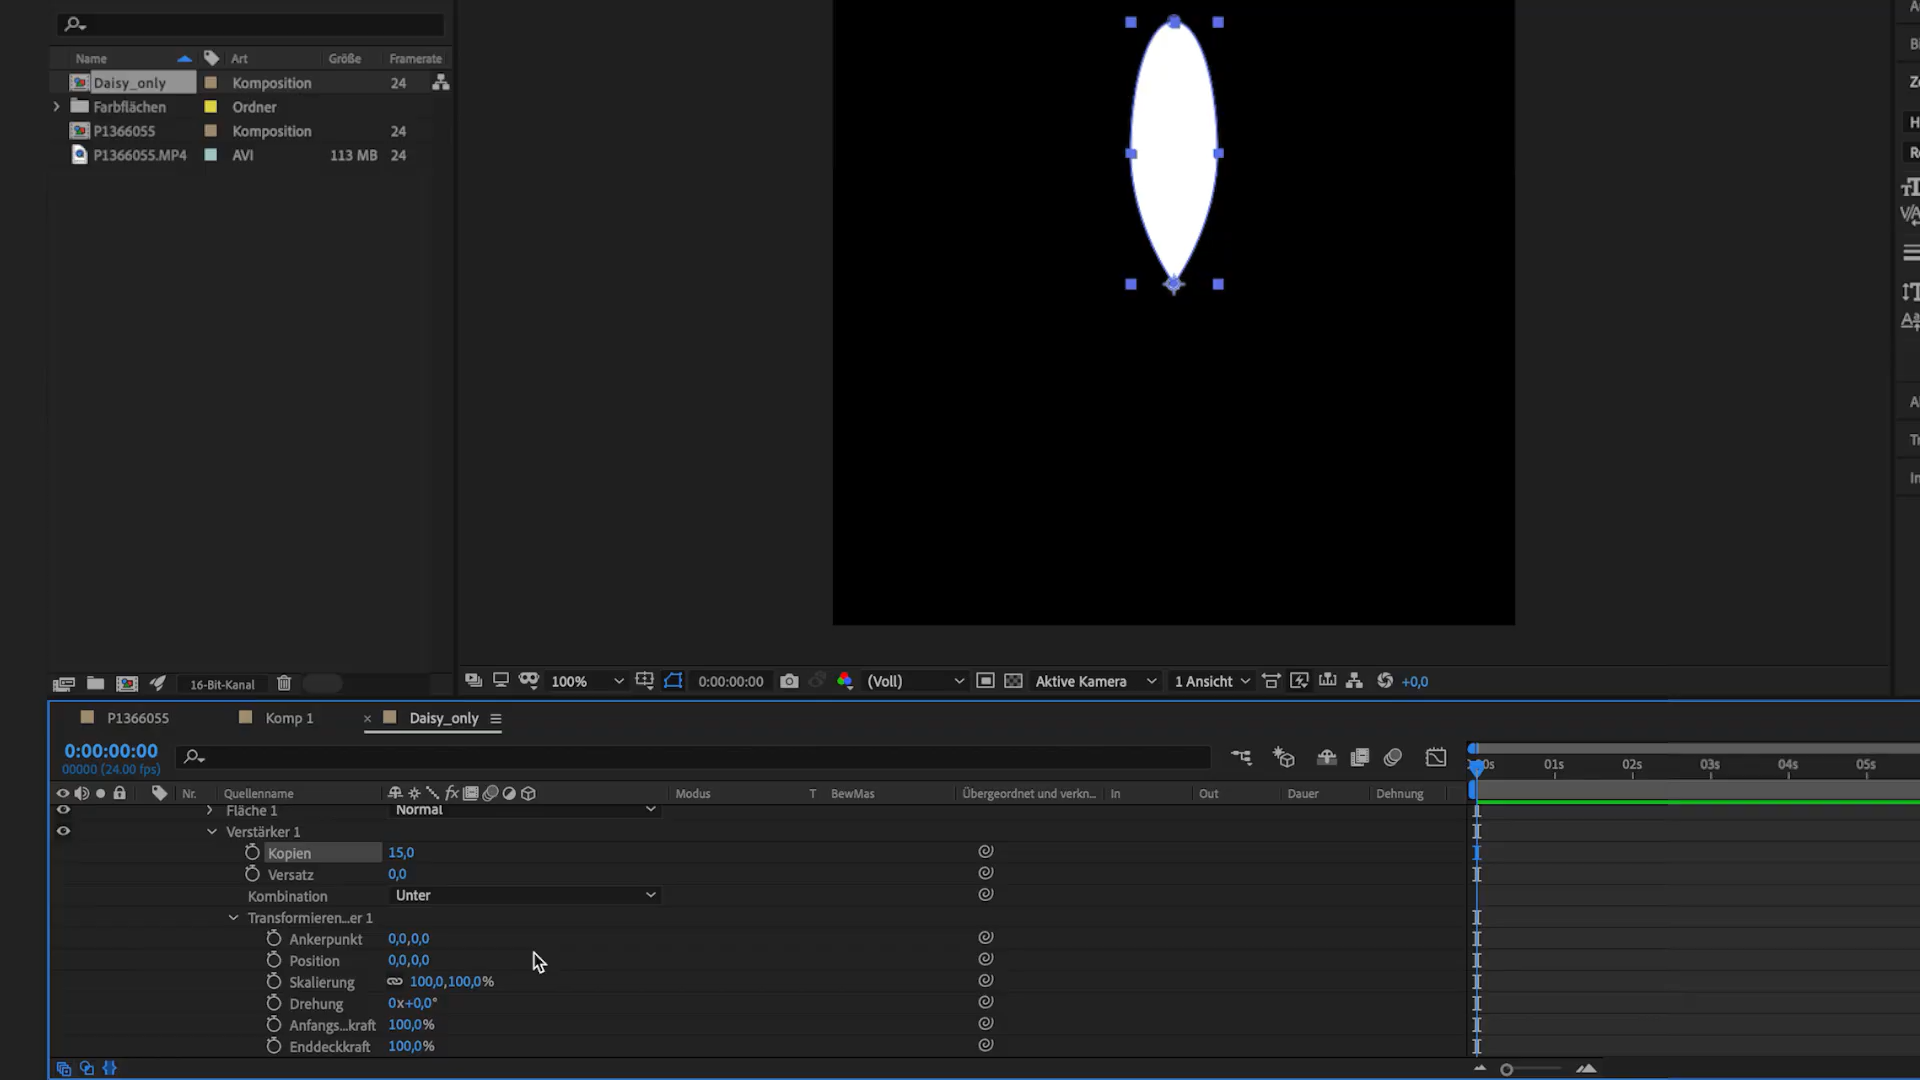 Name Art Größe Framerate
Daisy_only Komposition 24
Farbflächen Ordner
P1366055 Komposition 24
P1366055.MP4 AVI 113 MB 24
16-Bit-Kanal
100% 0:00:00:00 (Voll) Aktive Kamera 1 Ansicht +0,0
P1366055 Komp 1 × Daisy_only
0:00:00:00
00000 (24.00 fps)
01s 02s 03s 04s 05s
Nr. Quellenname Modus T BewMas Übergeordnet und verkn... In Out Dauer Dehnung
Fläche 1 Normal
Verstärker 1
Kopien 15,0
Versatz 0,0
Kombination Unter
Transformieren...er 1
Ankerpunkt 0,0,0,0
Position 0,0,0,0
Skalierung 100,0,100,0%
Drehung 0x+0,0°
Anfangs...kraft 100,0%
Enddeckkraft 100,0%